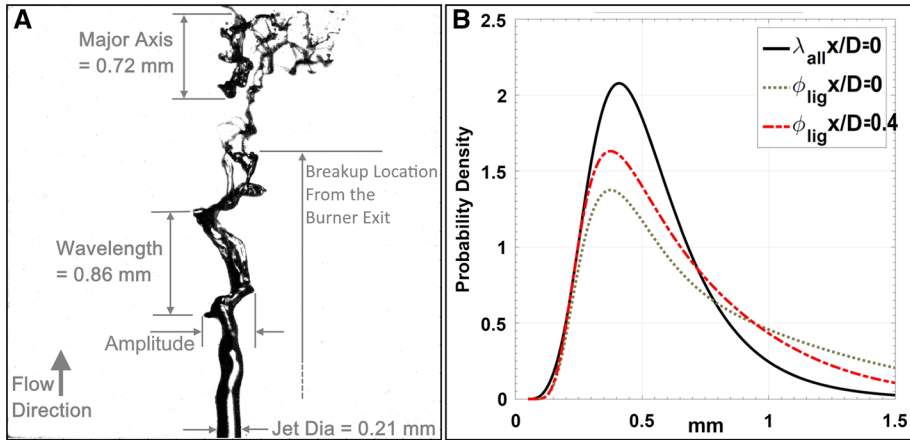 A
Major Axis
= 0.72 mm
Breakup Location
From the
Burner Exit
Wavelength
= 0.86 mm
Amplitude
Flow
Direction
Jet Dia = 0.21 mm
B
Probability Density
2.5
2
1.5
1
0.5
0
0
0.5
1
1.5
mm
λall x/D=0
ϕlig x/D=0
ϕlig x/D=0.4